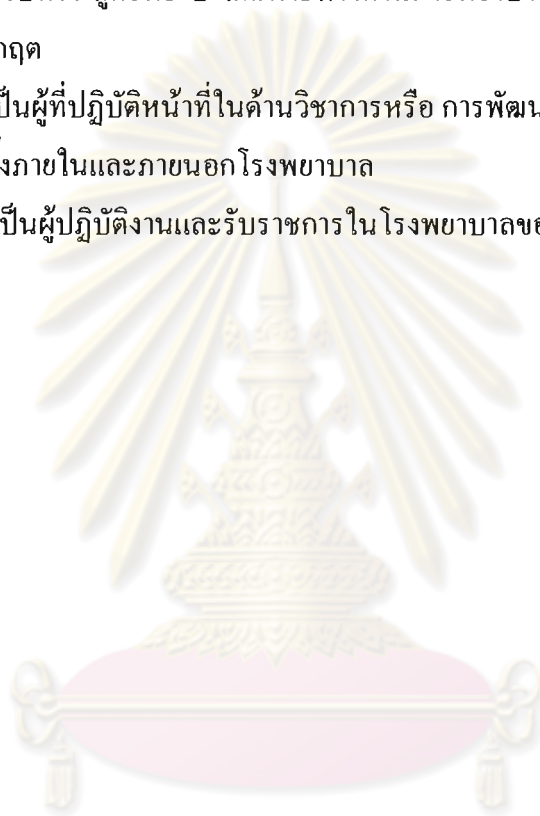 กฤต
ป็นผู้ที่ปฏิบัติหน้าที่ในด้านวิชาการหรือ การพัฒน
งภายในและภายนอกโรงพยาบาล
เป็นผู้ปฏิบัติงานและรับราชการในโรงพยาบาลขอ